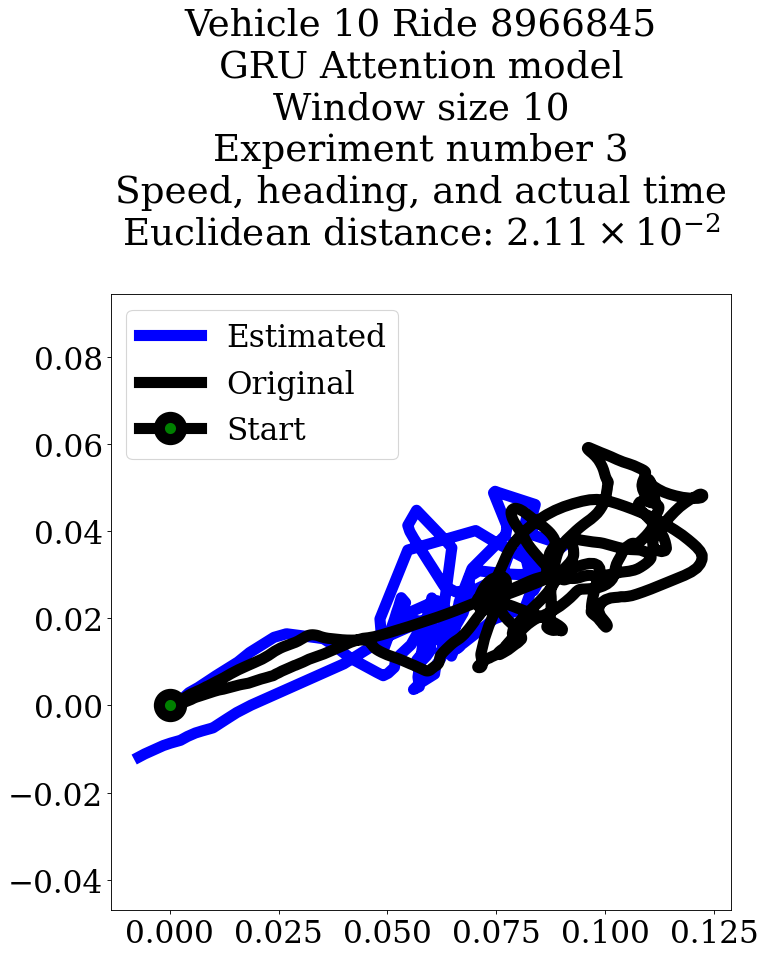 Vehicle 10 Ride 8966845
GRU Attention model
Window size 10
Experiment number 3
Speed, heading, and actual time
Euclidean distance: 2.11 × 10⁻²
Estimated
Original
Start
0.08
0.06
0.04
0.02
0.00
−0.02
−0.04
0.000 0.025 0.050 0.075 0.100 0.125